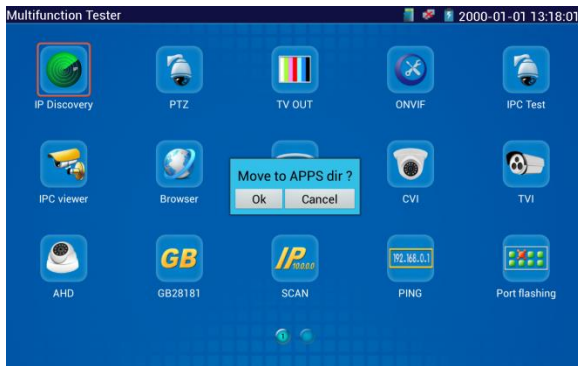 Multifunction Tester
2000-01-01 13:18:01
IP
IP Discovery
PTZ
TV OUT
ONVIF
IPC Test
Move to APPS dir ?
Ok Cancel
IPC viewer
Browser
CVI
TVI
GB
IP
192.168.0.1
AHD
GB28181
SCAN
PING
Port flashing
1